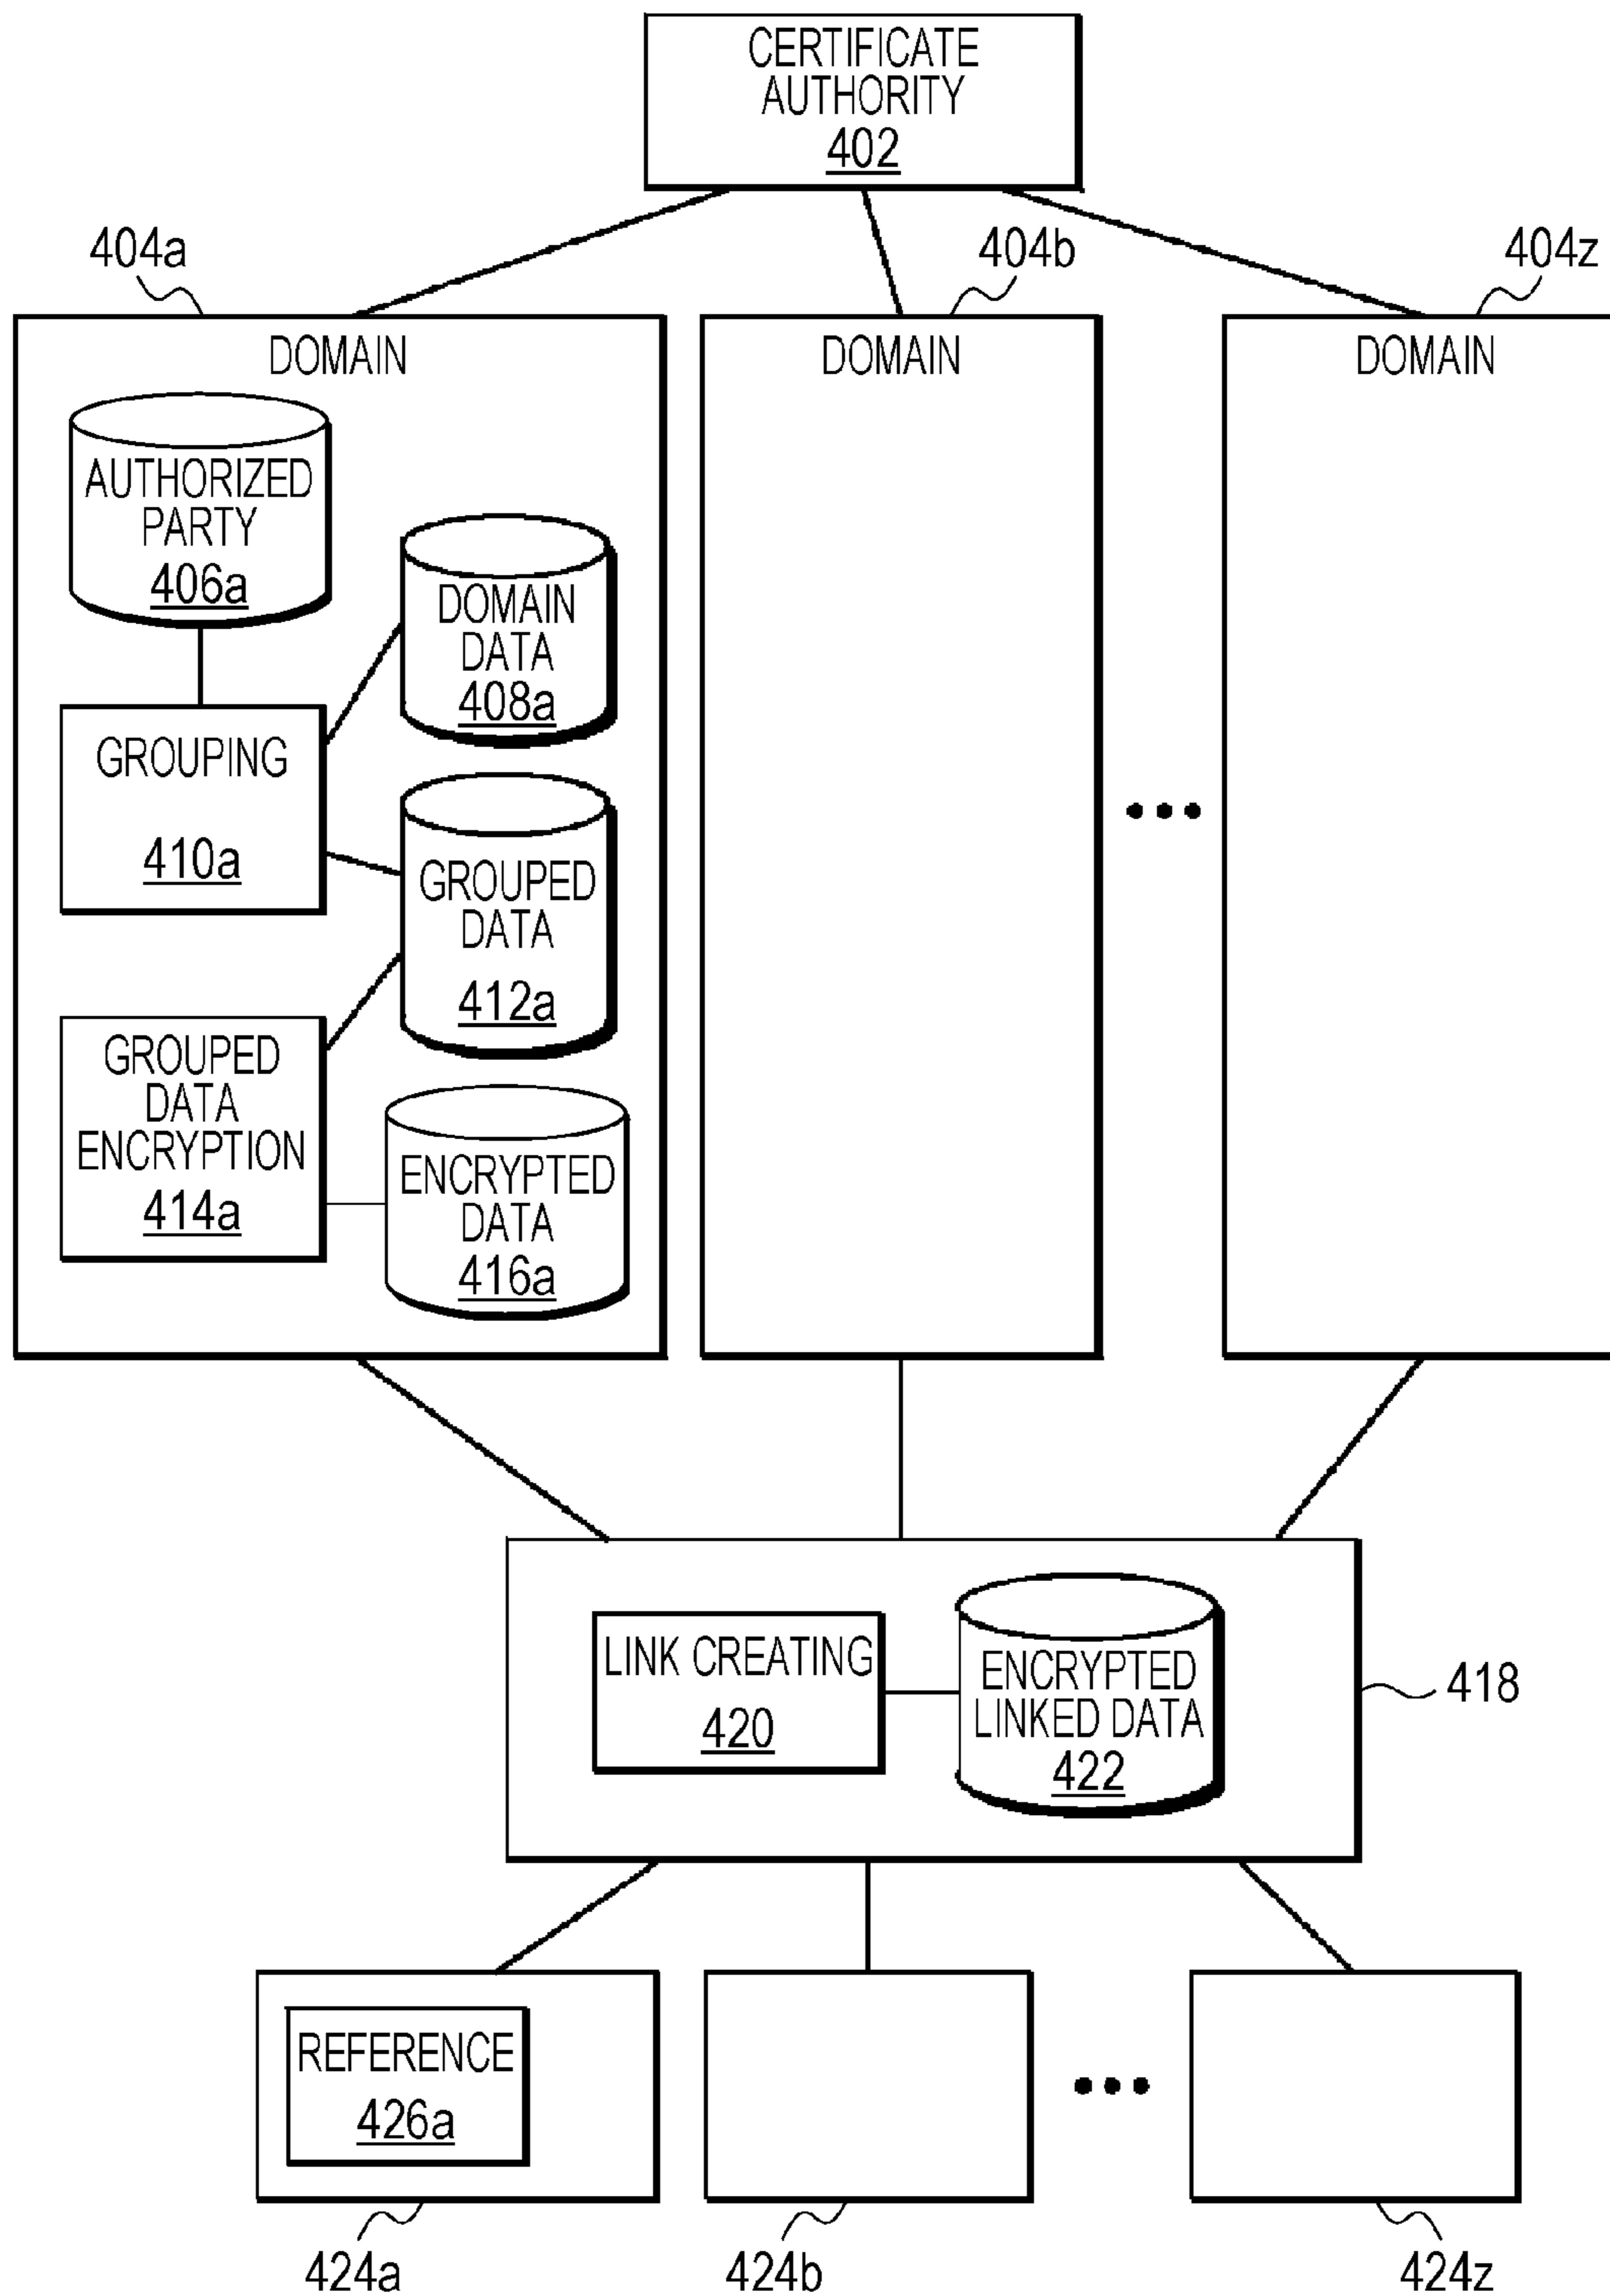 CERTIFICATE
AUTHORITY
402
404a
404b
404z
DOMAIN
DOMAIN
DOMAIN
AUTHORIZED
PARTY
406a
DOMAIN
DATA
408a
GROUPING
410a
GROUPED
DATA
412a
GROUPED
DATA
ENCRYPTION
414a
ENCRYPTED
DATA
416a
LINK CREATING
420
ENCRYPTED
LINKED DATA
422
418
REFERENCE
426a
424a
424b
424z